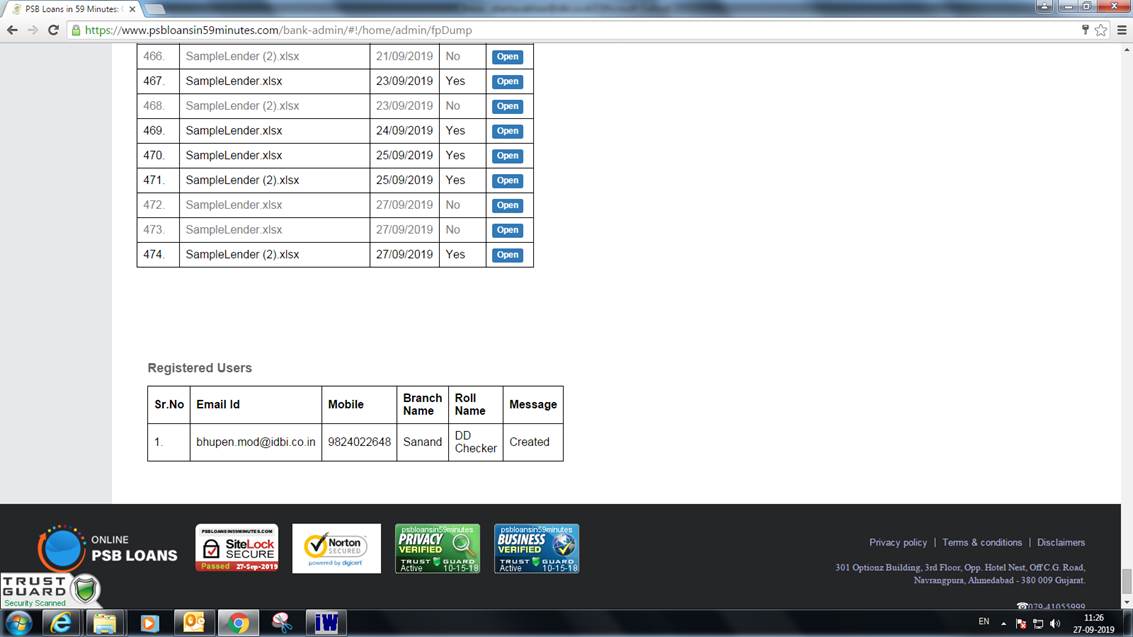 PSB Loans in 59 Minutes: (
https://www.psbloansin59minutes.com/bank-admin/#!/home/admin/fpDump
466. SampleLender (2).xlsx 21/09/2019 No Open
467. SampleLender.xlsx 23/09/2019 Yes Open
468. SampleLender (2).xlsx 23/09/2019 No Open
469. SampleLender.xlsx 24/09/2019 Yes Open
470. SampleLender.xlsx 25/09/2019 Yes Open
471. SampleLender (2).xlsx 25/09/2019 Yes Open
472. SampleLender.xlsx 27/09/2019 No Open
473. SampleLender.xlsx 27/09/2019 No Open
474. SampleLender (2).xlsx 27/09/2019 Yes Open
Registered Users
Sr.No Email Id Mobile Branch Name Roll Name Message
1. bhupen.mod@idbi.co.in 9824022648 Sanand DD Checker Created
ONLINE
PSB LOANS
PSBLOANSIN59MINUTES.COM
SiteLock
SECURE
Passed 27-Sep-2019
Norton
SECURED
powered by digicert
psbloansin59minutes
PRIVACY
VERIFIED
TRUST GUARD
Active 10-15-18
psbloansin59minutes
BUSINESS
VERIFIED
TRUST GUARD
Active 10-15-18
Privacy policy | Terms & conditions | Disclaimers
301 Optionz Building, 3rd Floor, Opp. Hotel Nest, Off C.G. Road,
Navrangpura, Ahmedabad - 380 009 Gujarat.
079-41055999
TRUST
GUARD
Security Scanned
iW
EN
11:26
27-09-2019